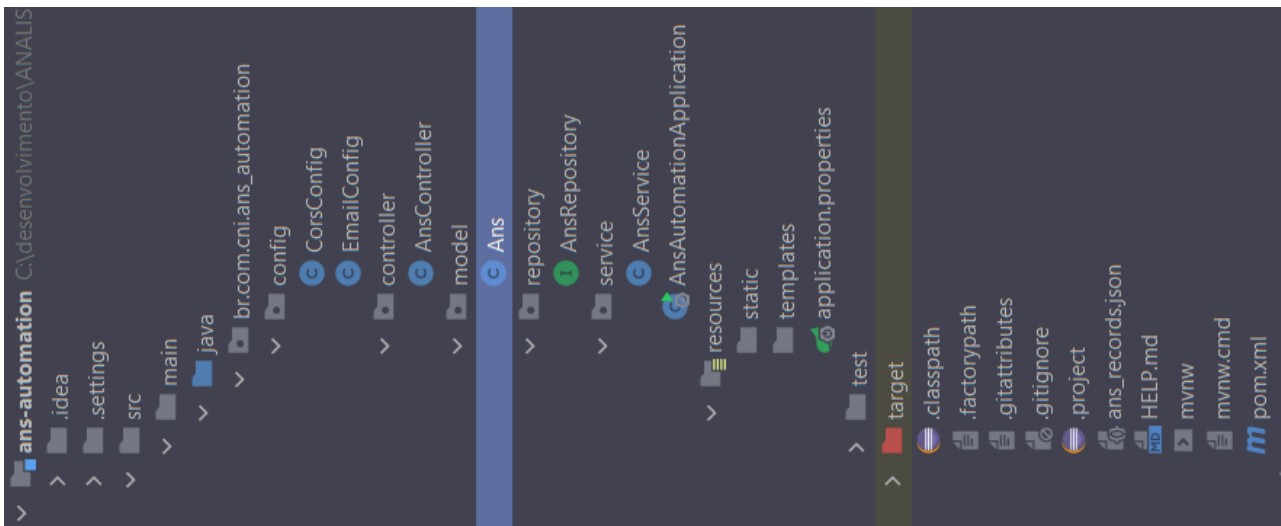 ans-automation C:\desenvolvimento\ANALIS
.idea
.settings
src
main
java
br.com.cni.ans_automation
config
C CorsConfig
C EmailConfig
controller
C AnsController
model
C Ans
repository
I AnsRepository
service
C AnsService
AnsAutomationApplication
resources
static
templates
application.properties
test
target
.classpath
.factorypath
.gitattributes
.gitignore
.project
ans_records.json
MD HELP.md
mvnw
mvnw.cmd
m pom.xml